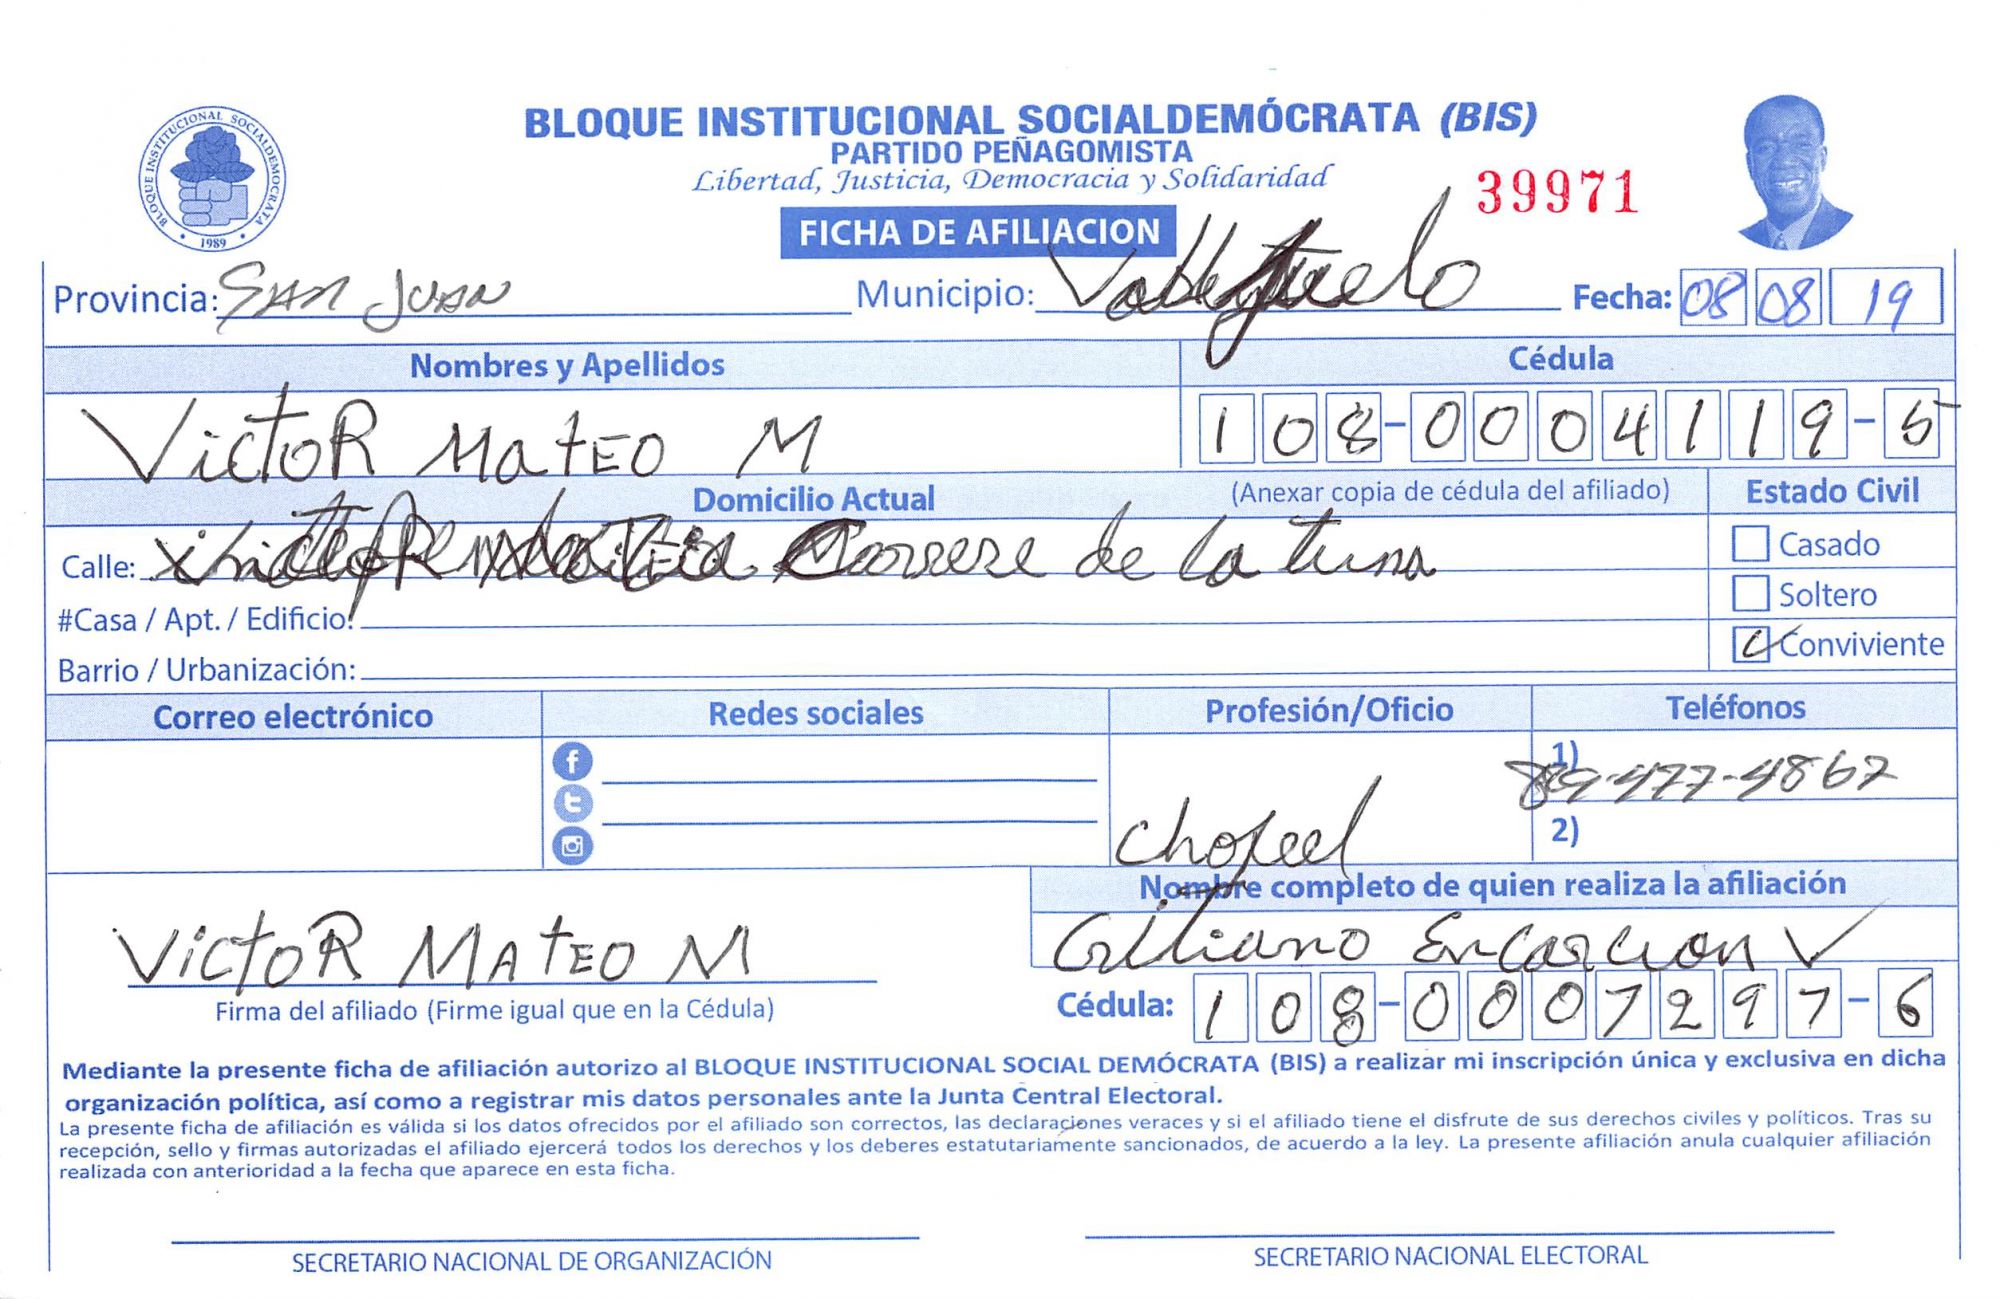 BLOQUE INSTITUCIONAL SOCIALDEMÓCRATA (BIS)
PARTIDO PEÑAGOMISTA
Libertad, Justicia, Democracia y Solidaridad
BLOQUE INSTITUCIONAL SOCIALDEMOCRATA
1989
39971
FICHA DE AFILIACION
Provincia: SAN JUAN Municipio: Fecha: 08 08 19
Nombres y Apellidos Cédula
VICTOR MATEO M 108-0004119-5
Domicilio Actual (Anexar copia de cédula del afiliado) Estado Civil
Calle: de la tuna Casado
#Casa / Apt. / Edificio: Soltero
Barrio / Urbanización: Conviviente
Correo electrónico Redes sociales Profesión/Oficio Teléfonos
1) 809-477-4867
2)
Nombre completo de quien realiza la afiliación
VICTOR MATEO M
Firma del afiliado (Firme igual que en la Cédula) Cédula: 108-0007297-6
Mediante la presente ficha de afiliación autorizo al BLOQUE INSTITUCIONAL SOCIAL DEMÓCRATA (BIS) a realizar mi inscripción única y exclusiva en dicha
organización política, así como a registrar mis datos personales ante la Junta Central Electoral.
La presente ficha de afiliación es válida si los datos ofrecidos por el afiliado son correctos, las declaraciones veraces y si el afiliado tiene el disfrute de sus derechos civiles y políticos. Tras su
recepción, sello y firmas autorizadas el afiliado ejercerá todos los derechos y los deberes estatutariamente sancionados, de acuerdo a la ley. La presente afiliación anula cualquier afiliación
realizada con anterioridad a la fecha que aparece en esta ficha.
SECRETARIO NACIONAL DE ORGANIZACIÓN SECRETARIO NACIONAL ELECTORAL